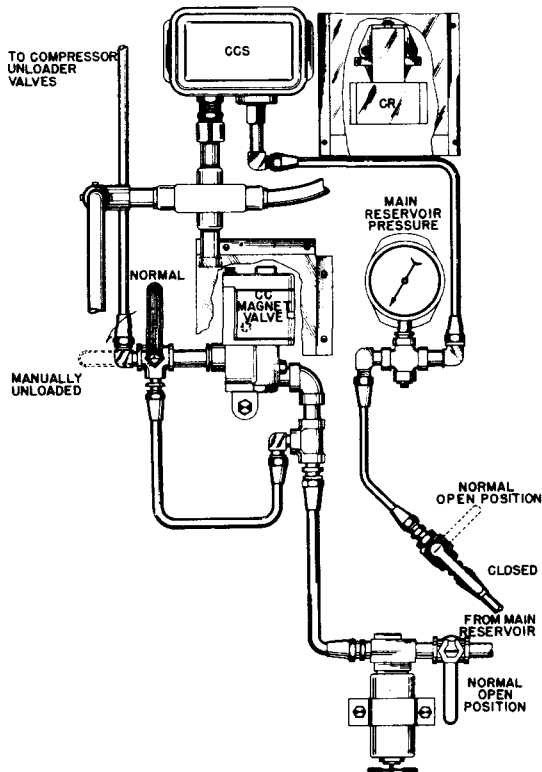 TO COMPRESSOR
UNLOADER
VALVES
CCS
CR
MAIN
RESERVOIR
PRESSURE
NORMAL
CC
MAGNET
VALVE
MANUALLY
UNLOADED
NORMAL
OPEN POSITION
CLOSED
FROM MAIN
RESERVOIR
NORMAL
OPEN
POSITION